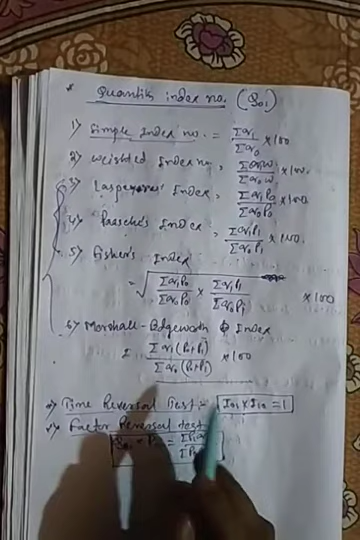 * Quantity index no. (Q₀₁)
1) Simple Index no. = Σq₁/Σq₀ ×100
2) Weighted Index no, Σq₁w/Σq₀w ×100.
3) Laspeyres' Index, Σq₁P₀/Σq₀P₀ ×100
4) Paasche's Index, Σq₁P₁/Σq₀P₁ ×100.
5) Fisher's Index
= √(Σq₁P₀/Σq₀P₀ × Σq₁P₁/Σq₀P₁) ×100
6) Marshall-Edgeworth Index
Σq₁(P₀+P₁)/Σq₀(P₀+P₁) ×100
Time Reversal Test:- I₀₁ × I₁₀ = 1
Factor Reversal test